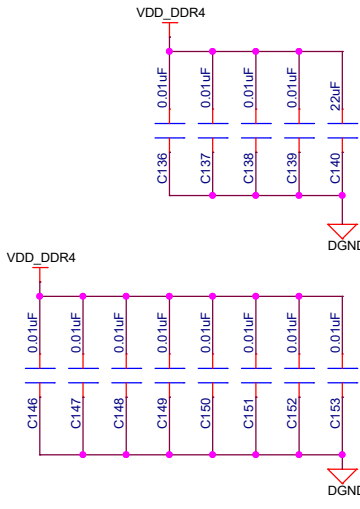 VDD_DDR4
0.01uF 0.01uF 0.01uF 0.01uF 22uF
C136 C137 C138 C139 C140
DGND
VDD_DDR4
0.01uF 0.01uF 0.01uF 0.01uF 0.01uF 0.01uF 0.01uF 0.01uF
C146 C147 C148 C149 C150 C151 C152 C153
DGND